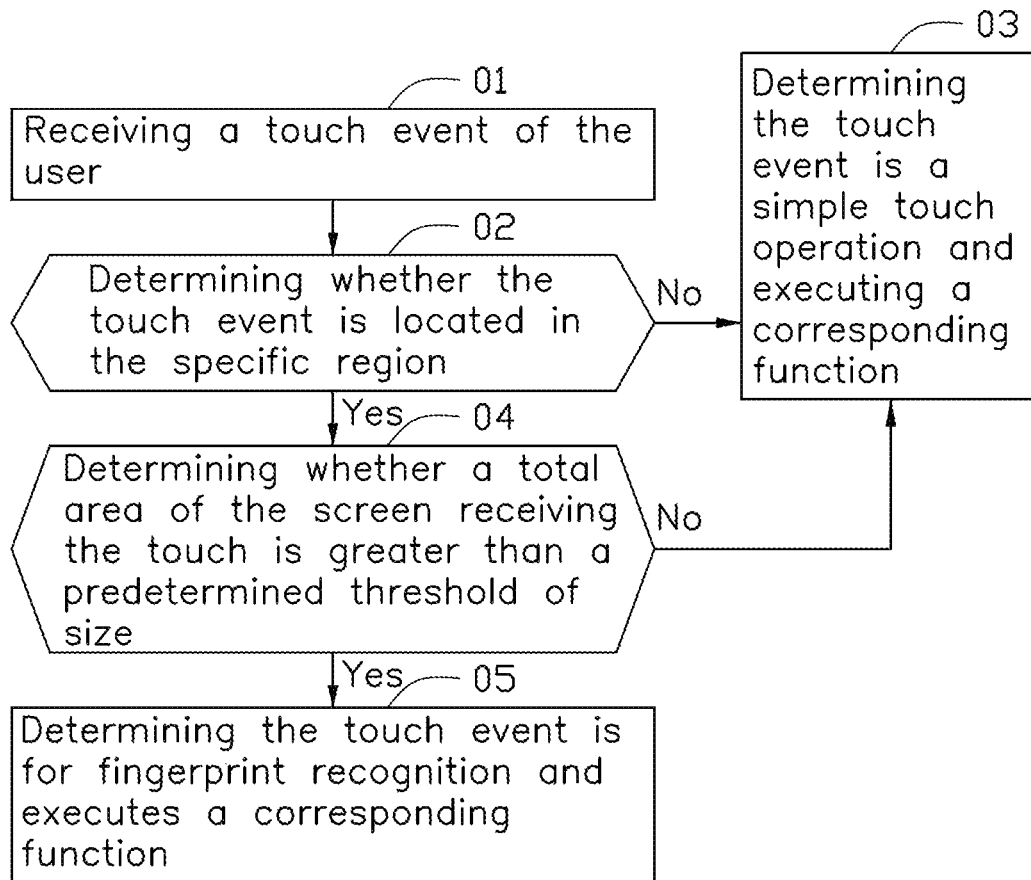 01
Receiving a touch event of the
user
02
Determining whether the
touch event is located in
the specific region
No
03
Determining
the touch
event is a
simple touch
operation and
executing a
corresponding
function
Yes
04
Determining whether a total
area of the screen receiving
the touch is greater than a
predetermined threshold of
size
No
Yes
05
Determining the touch event is
for fingerprint recognition and
executes a corresponding
function